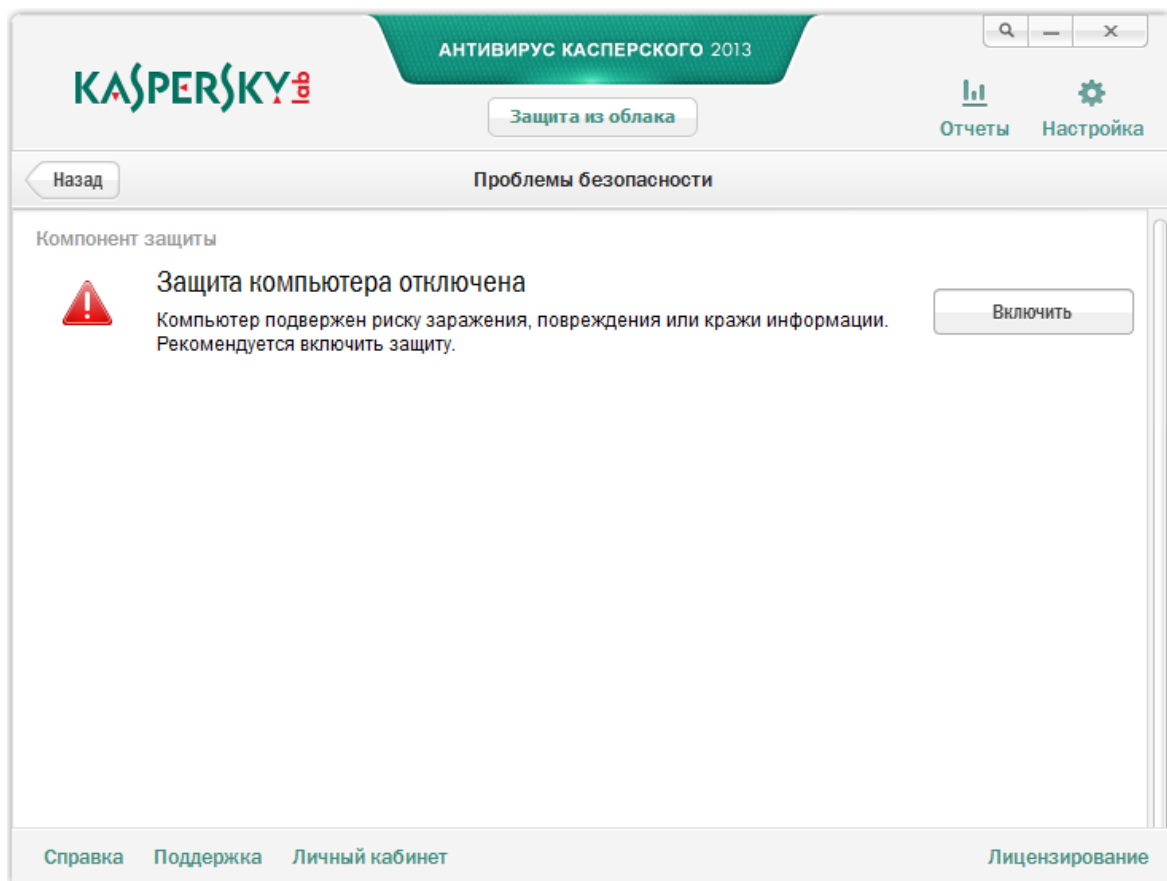 АНТИВИРУС КАСПЕРСКОГО 2013
KASPERSKY lab
Защита из облака
Отчеты
Настройка
Назад
Проблемы безопасности
Компонент защиты
Защита компьютера отключена
Компьютер подвержен риску заражения, повреждения или кражи информации.
Рекомендуется включить защиту.
Включить
Справка
Поддержка
Личный кабинет
Лицензирование